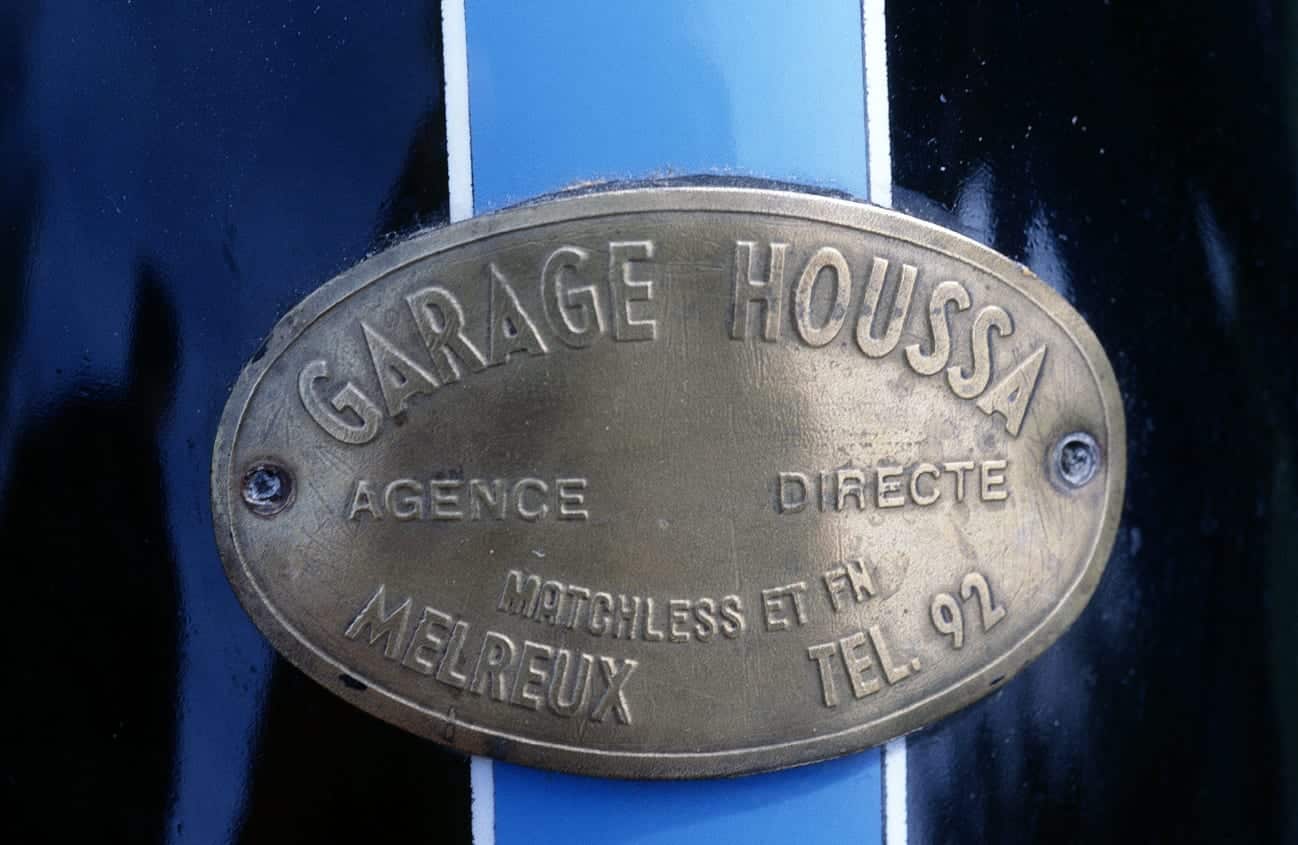 GARAGE HOUSSA
AGENCE DIRECTE
MATCHLESS ET FN
MELREUX TEL. 92